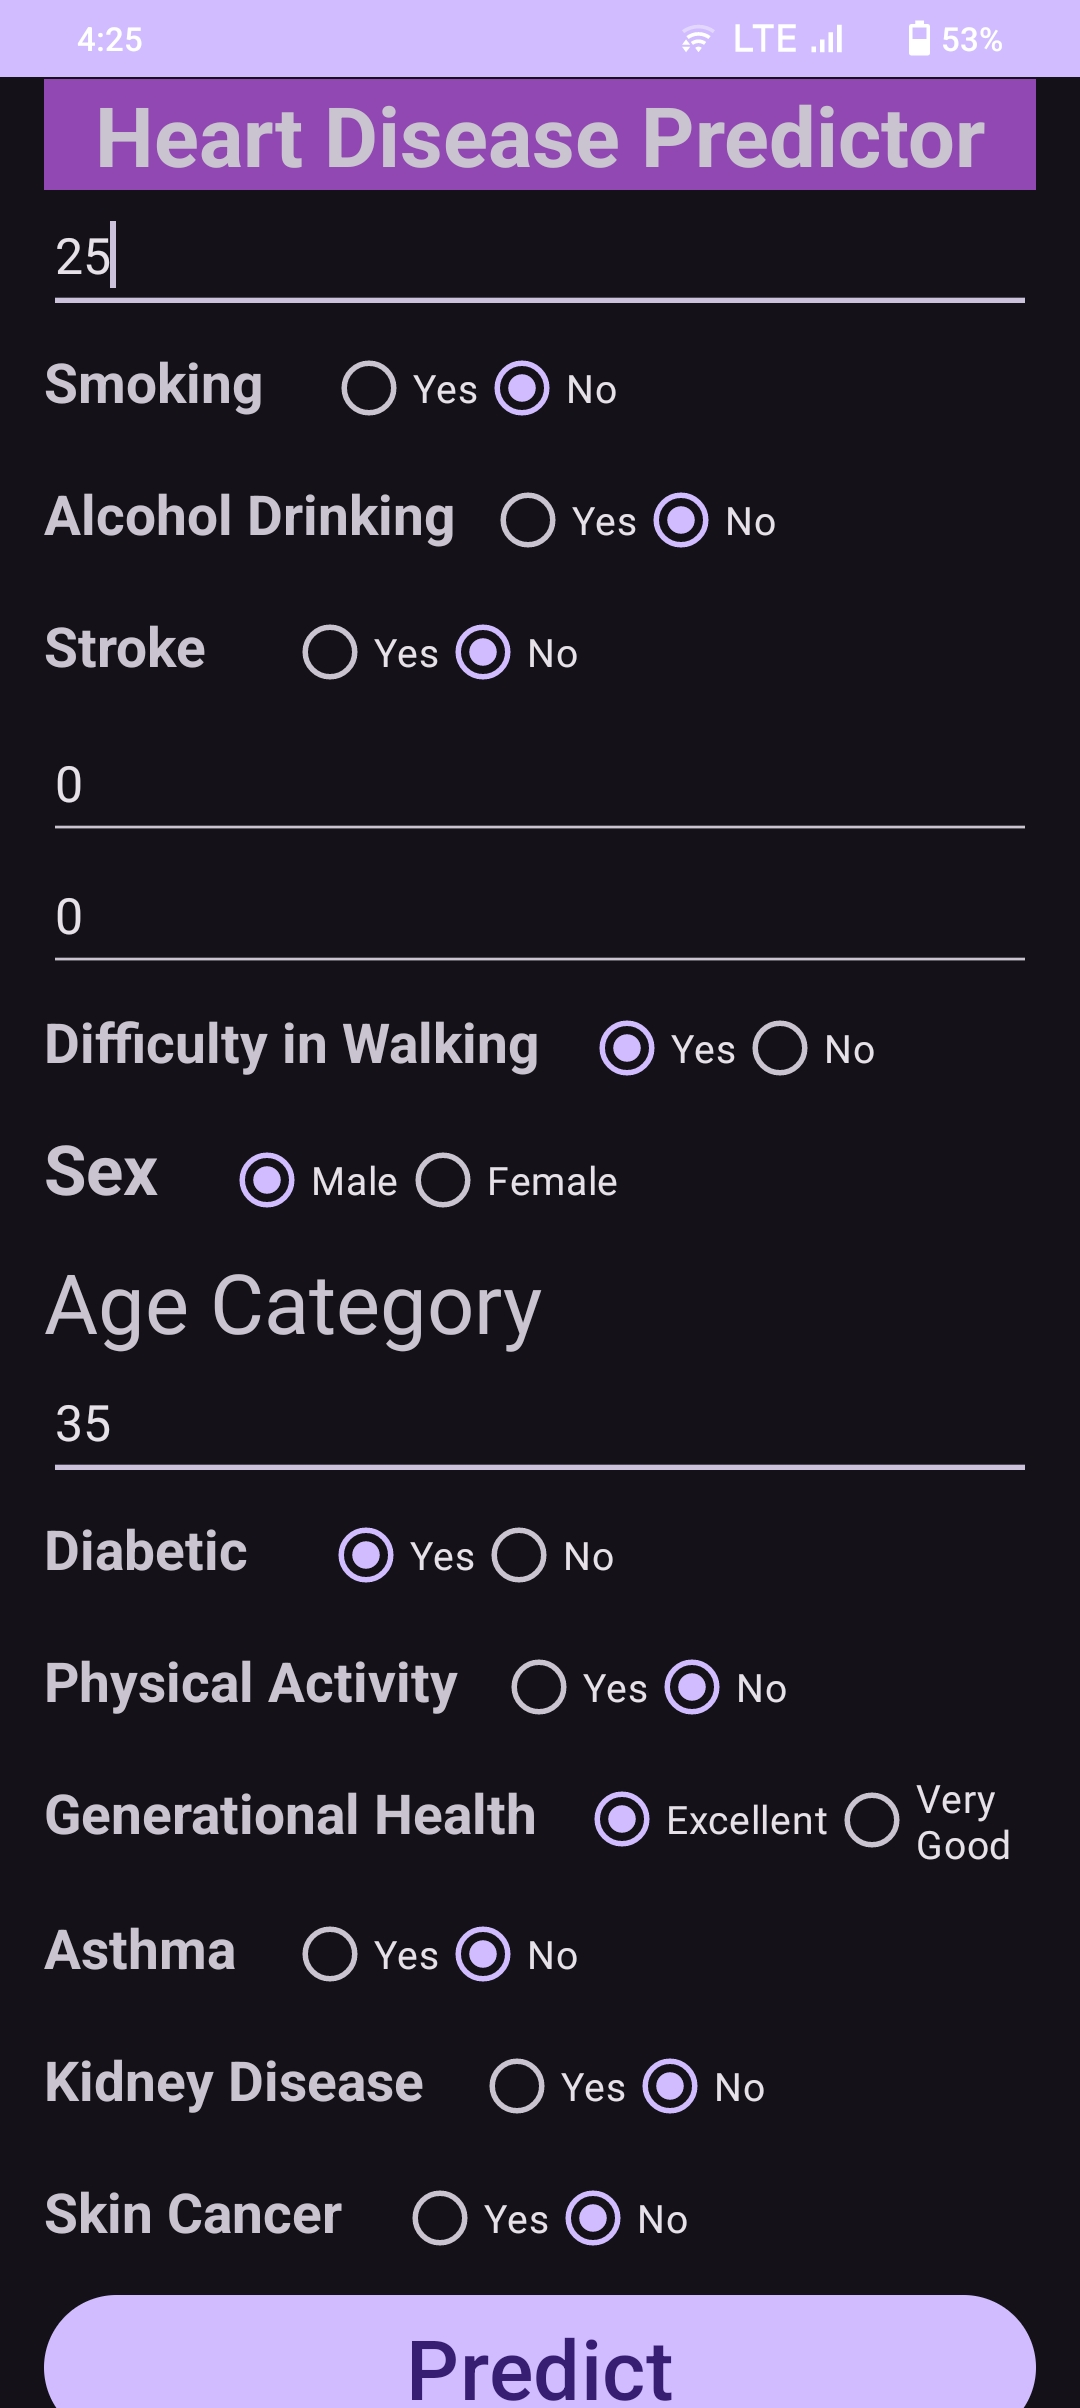 4:25 LTE 53%
Heart Disease Predictor
25
Smoking Yes No
Alcohol Drinking Yes No
Stroke Yes No
0
0
Difficulty in Walking Yes No
Sex Male Female
Age Category
35
Diabetic Yes No
Physical Activity Yes No
Generational Health Excellent Very Good
Asthma Yes No
Kidney Disease Yes No
Skin Cancer Yes No
Predict